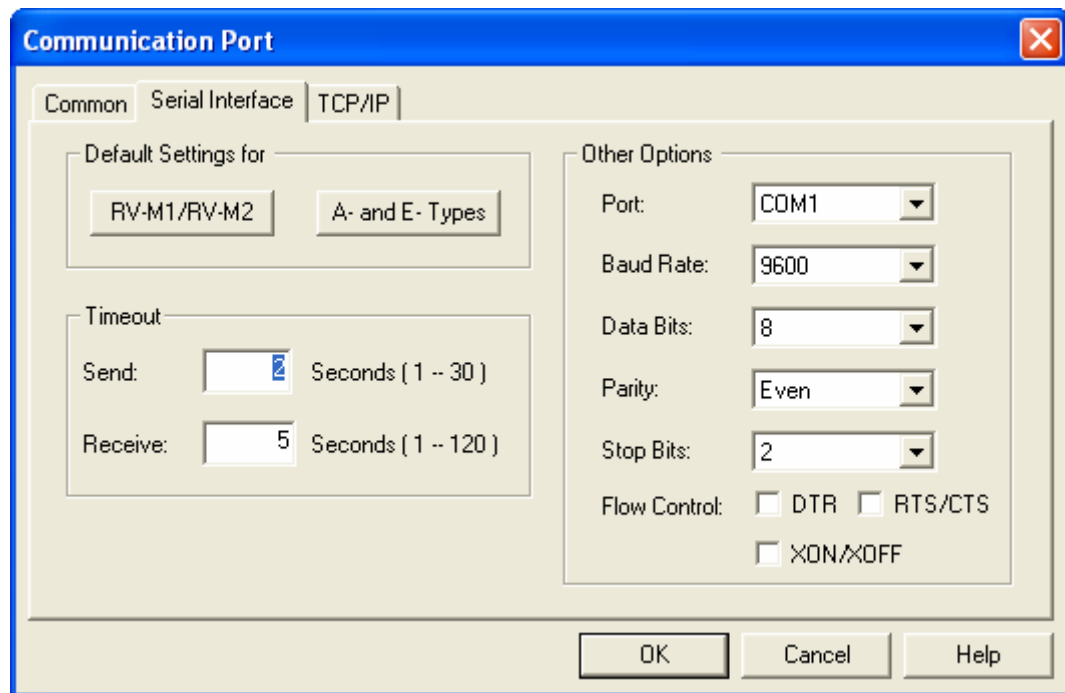 Communication Port
Common Serial Interface TCP/IP
Default Settings for
RV-M1/RV-M2 A- and E- Types
Timeout
Send: 2 Seconds ( 1 -- 30 )
Receive: 5 Seconds ( 1 -- 120 )
Other Options
Port: COM1
Baud Rate: 9600
Data Bits: 8
Parity: Even
Stop Bits: 2
Flow Control: DTR RTS/CTS
XON/XOFF
OK Cancel Help